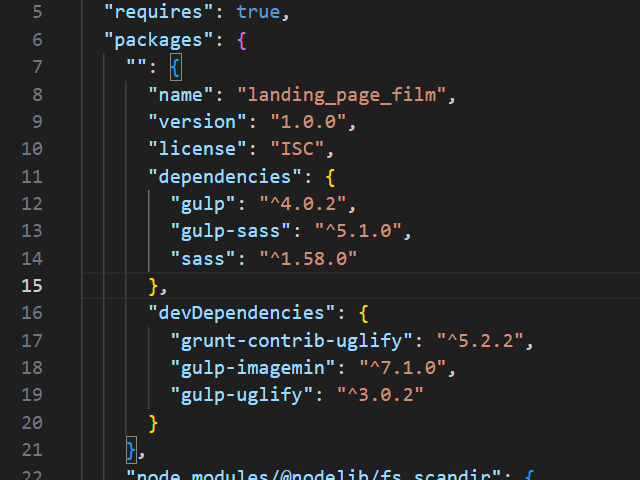 5 "requires": true,
6 "packages": {
7 "": {
8 "name": "landing_page_film",
9 "version": "1.0.0",
10 "license": "ISC",
11 "dependencies": {
12 "gulp": "^4.0.2",
13 "gulp-sass": "^5.1.0",
14 "sass": "^1.58.0"
15 },
16 "devDependencies": {
17 "grunt-contrib-uglify": "^5.2.2",
18 "gulp-imagemin": "^7.1.0",
19 "gulp-uglify": "^3.0.2"
20 }
21 },
22 "node_modules/@nodelib/fs.scandir": {